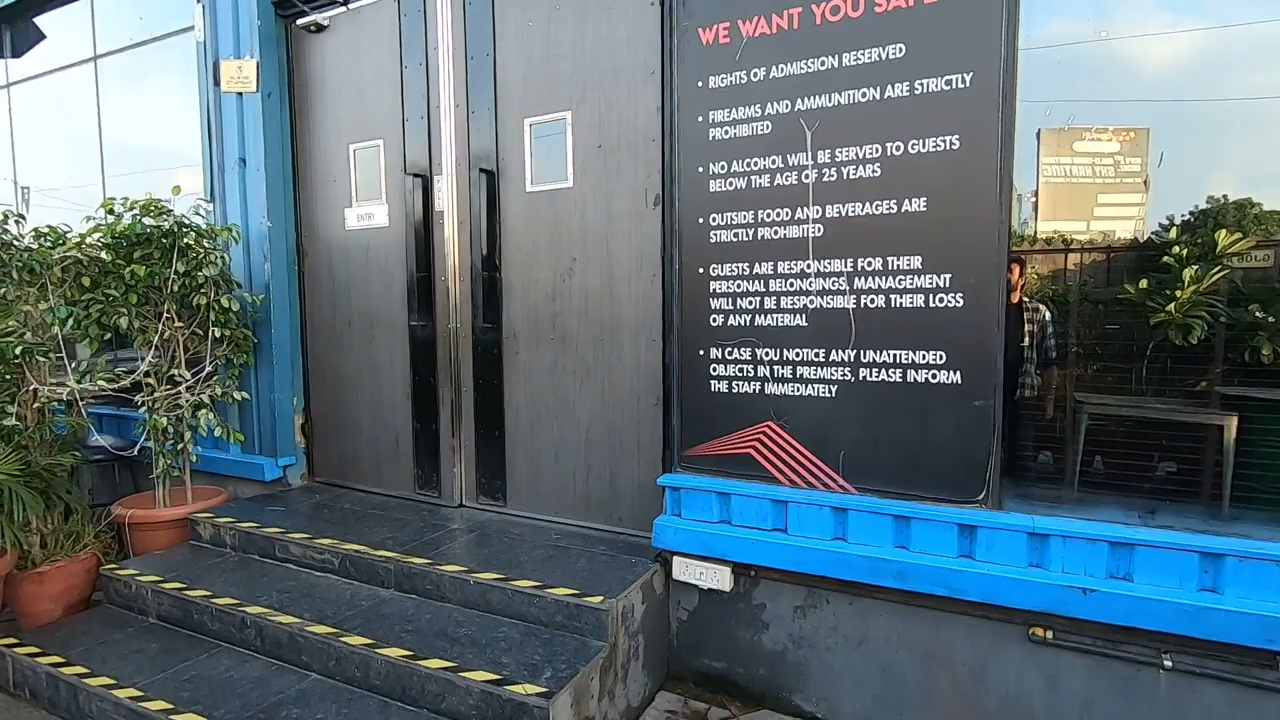 WE WANT YOU SAFE
• RIGHTS OF ADMISSION RESERVED
• FIREARMS AND AMMUNITION ARE STRICTLY
PROHIBITED
• NO ALCOHOL WILL BE SERVED TO GUESTS
BELOW THE AGE OF 25 YEARS
• OUTSIDE FOOD AND BEVERAGES ARE
STRICTLY PROHIBITED
• GUESTS ARE RESPONSIBLE FOR THEIR
PERSONAL BELONGINGS, MANAGEMENT
WILL NOT BE RESPONSIBLE FOR THEIR LOSS
OF ANY MATERIAL
• IN CASE YOU NOTICE ANY UNATTENDED
OBJECTS IN THE PREMISES, PLEASE INFORM
THE STAFF IMMEDIATELY
ENTRY